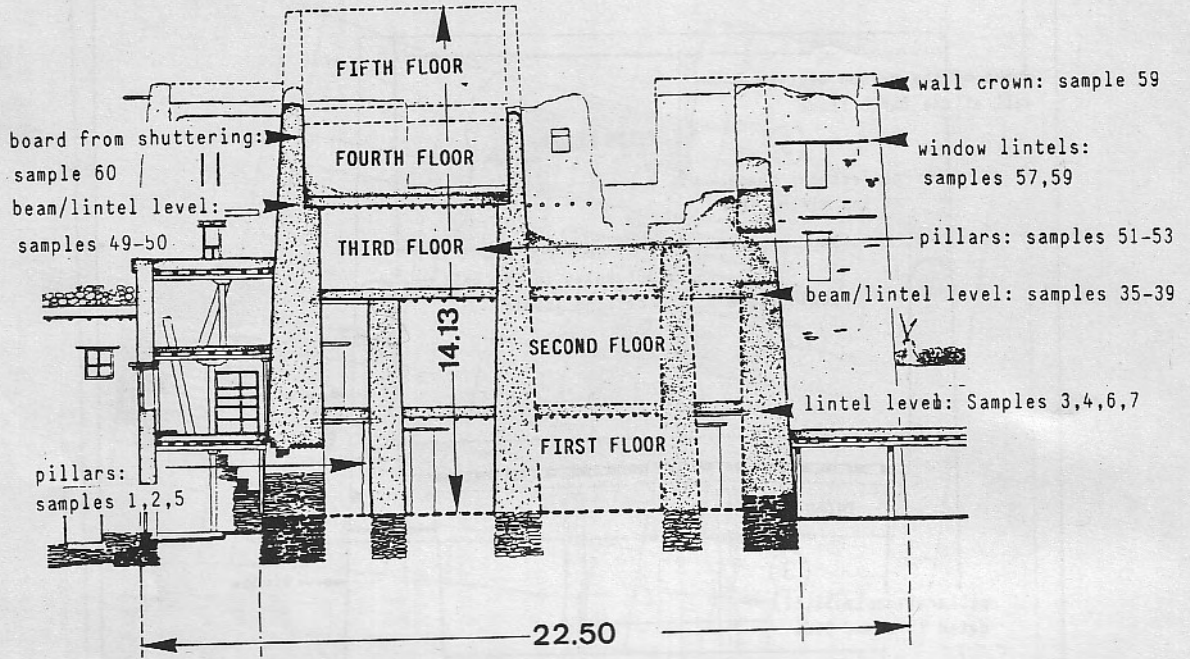 FIFTH FLOOR
wall crown: sample 59
board from shuttering:
sample 60
FOURTH FLOOR
window lintels:
samples 57,59
beam/lintel level:
samples 49-50
THIRD FLOOR
pillars: samples 51-53
beam/lintel level: samples 35-39
14.13
SECOND FLOOR
lintel level: Samples 3,4,6,7
FIRST FLOOR
pillars:
samples 1,2,5
22.50